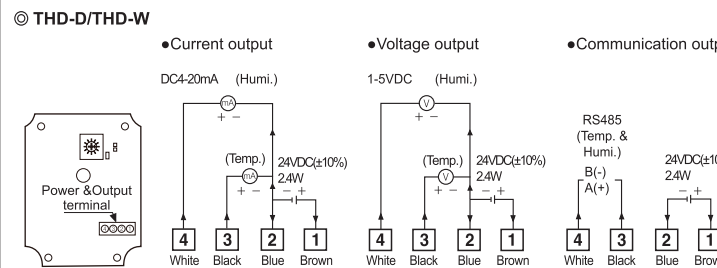 ◎ THD-D/THD-W
●Current output
DC4-20mA (Humi.)
mA
+ −
(Temp.)
mA
+ −
24VDC(±10%)
2.4W
− +
4 3 2 1
White Black Blue Brown
●Voltage output
1-5VDC (Humi.)
V
+ −
(Temp.)
V
+ −
24VDC(±10%)
2.4W
− +
4 3 2 1
White Black Blue Brown
●Communication outp
RS485
(Temp. &
Humi.)
B(-)
A(+)
24VDC(±10
2.4W
− +
4 3 2 1
White Black Blue Brow
Power &Output
terminal